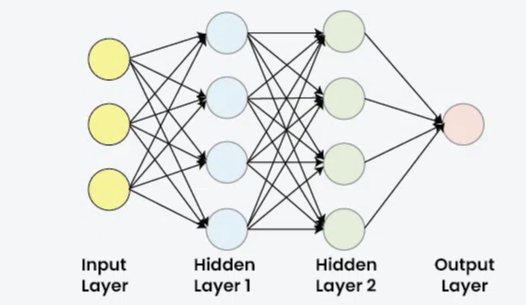 Input
Layer
Hidden
Layer 1
Hidden
Layer 2
Output
Layer